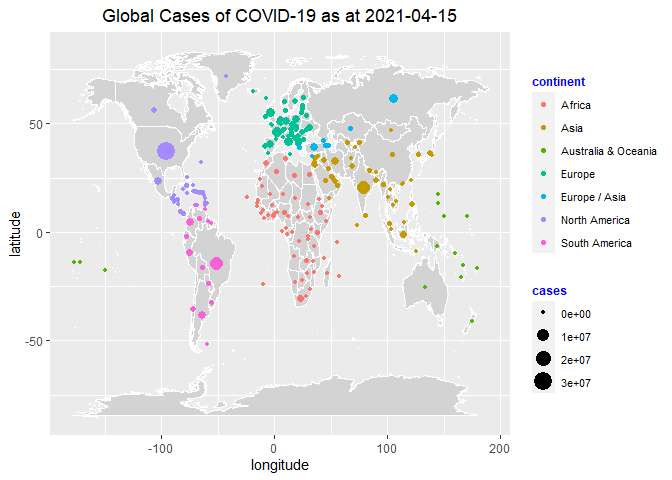 Global Cases of COVID-19 as at 2021-04-15
latitude
50
0
-50
-100
0
100
200
longitude
continent
Africa
Asia
Australia & Oceania
Europe
Europe / Asia
North America
South America
cases
0e+00
1e+07
2e+07
3e+07